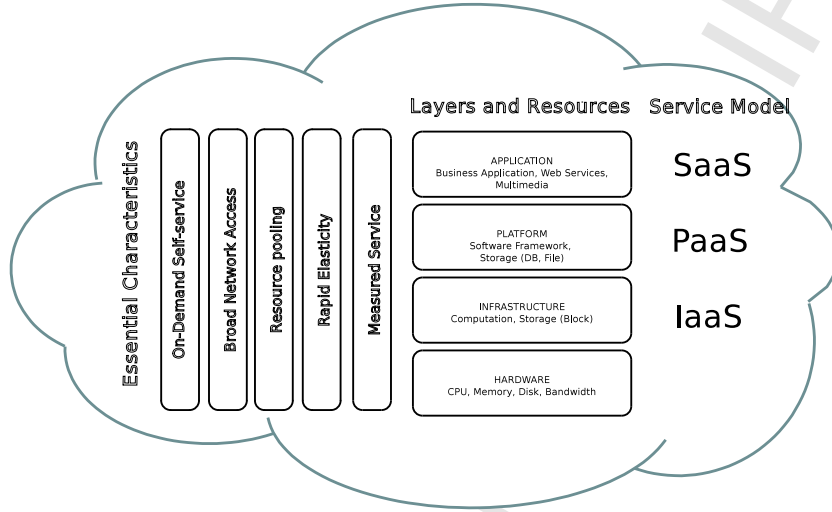 Essential Characteristics
On-Demand Self-service
Broad Network Access
Resource pooling
Rapid Elasticity
Measured Service
Layers and Resources
APPLICATION
Business Application, Web Services,
Multimedia
PLATFORM
Software Framework,
Storage (DB, File)
INFRASTRUCTURE
Computation, Storage (Block)
HARDWARE
CPU, Memory, Disk, Bandwidth
Service Model
SaaS
PaaS
IaaS